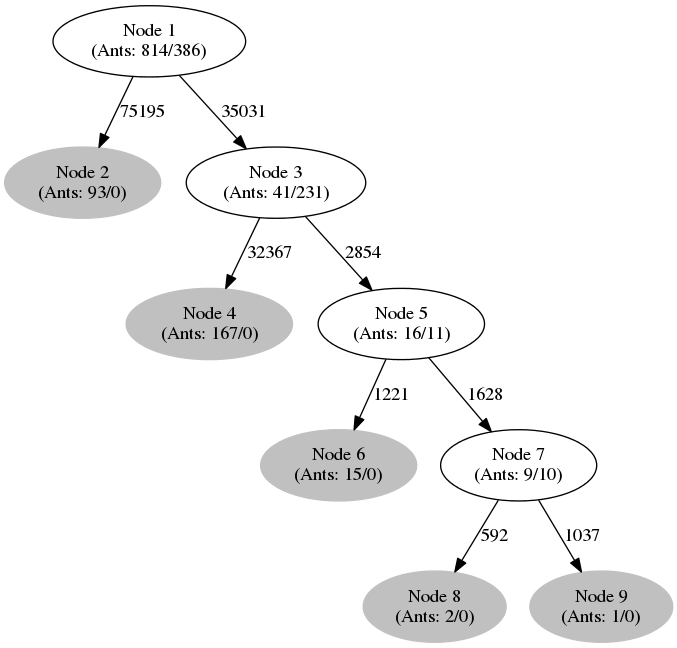 Node 1
(Ants: 814/386)
75195
35031
Node 2
(Ants: 93/0)
Node 3
(Ants: 41/231)
32367
2854
Node 4
(Ants: 167/0)
Node 5
(Ants: 16/11)
1221
1628
Node 6
(Ants: 15/0)
Node 7
(Ants: 9/10)
592
1037
Node 8
(Ants: 2/0)
Node 9
(Ants: 1/0)